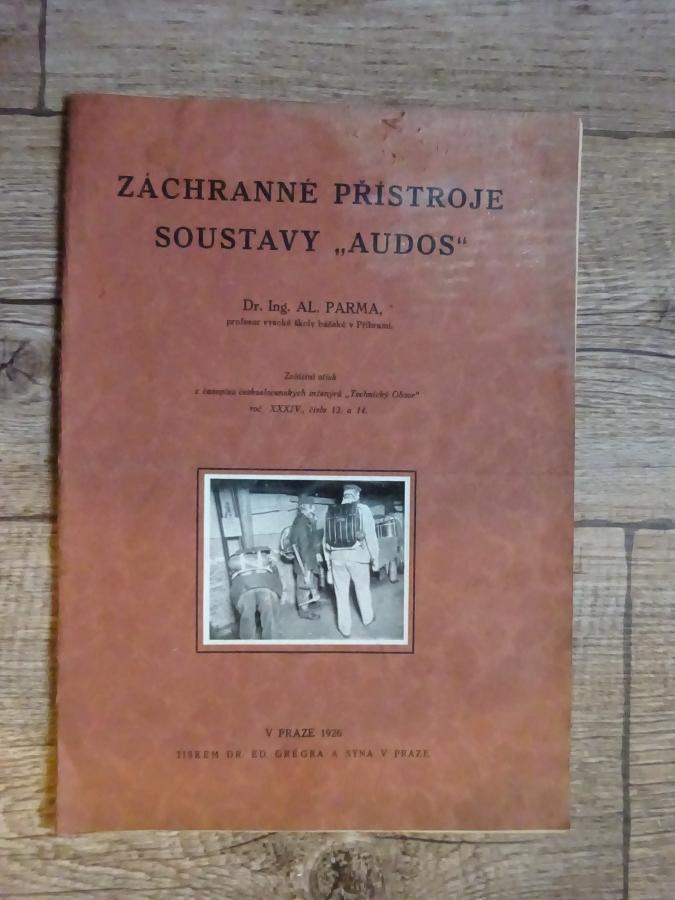 ZÁCHRANNÉ PŘÍSTROJE
SOUSTAVY „AUDOS“
Dr. Ing. AL. PARMA,
profesor vysoké školy báňské v Příbrami.
Zvláštní otisk
z časopisu československých inženýrů „Technický Obzor“
roč. XXXIV., číslo 13. a 14.
V PRAZE 1926
TISKEM DR. ED. GRÉGRA A SYNA V PRAZE